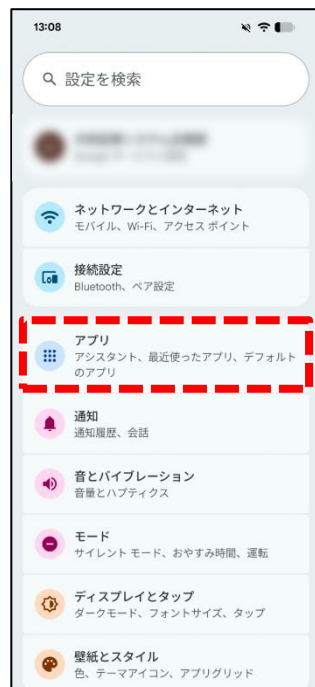 13:08
設定を検索
ネットワークとインターネット
モバイル、Wi-Fi、アクセス ポイント
接続設定
Bluetooth、ペア設定
アプリ
アシスタント、最近使ったアプリ、デフォルト
のアプリ
通知
通知履歴、会話
音とバイブレーション
音量とハプティクス
モード
サイレント モード、おやすみ時間、運転
ディスプレイとタップ
ダークモード、フォントサイズ、タップ
壁紙とスタイル
色、テーマアイコン、アプリグリッド